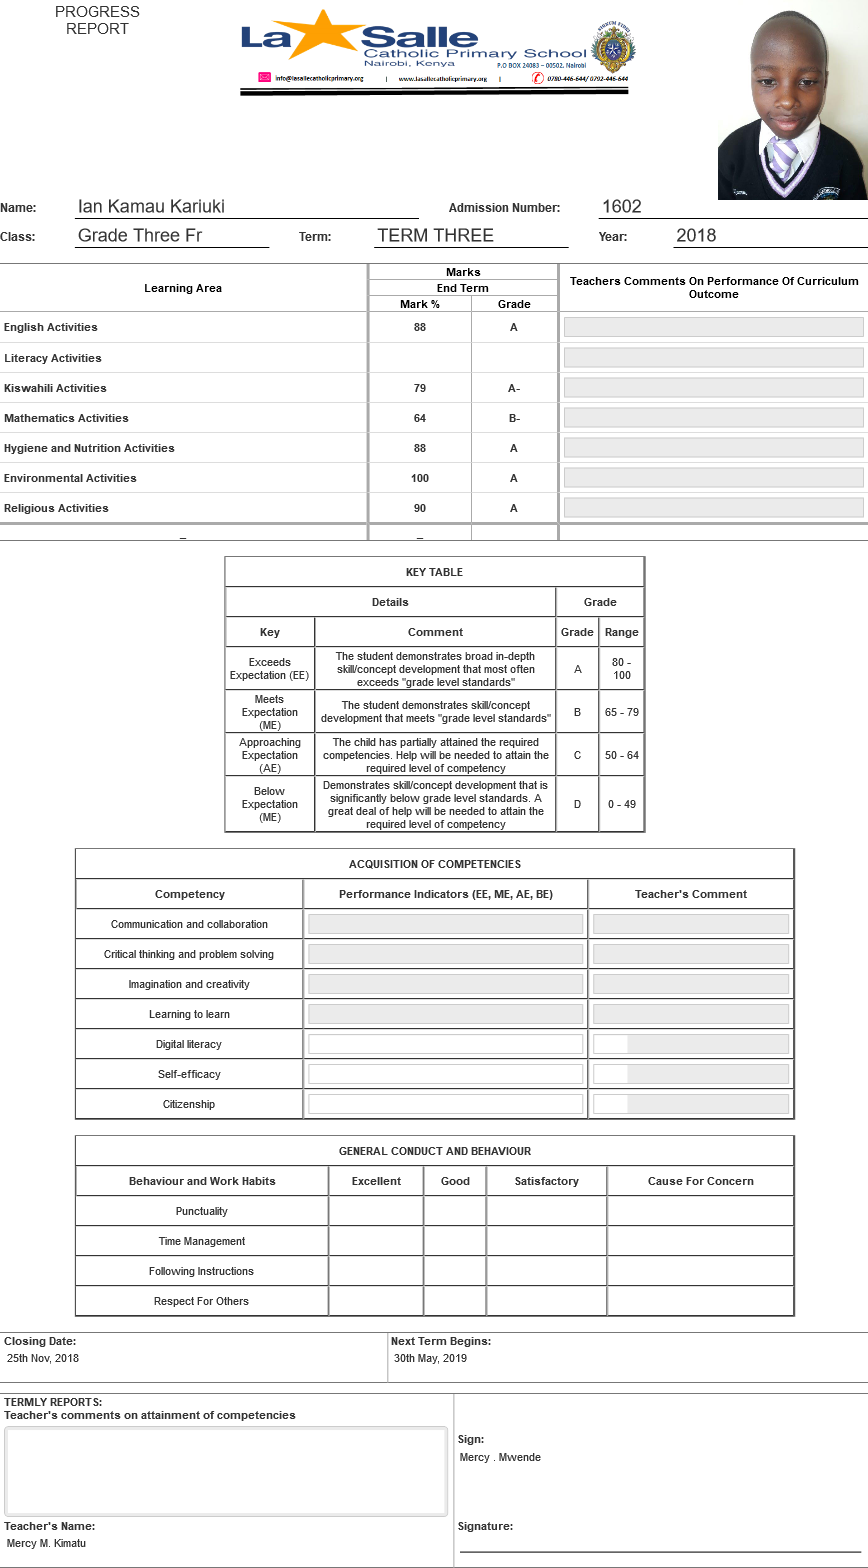 PROGRESS
REPORT
La Salle
Catholic Primary School
Nairobi, Kenya
P.O BOX 24083 – 00502, Nairobi
info@lasallecatholicprimary.org | www.lasallecatholicprimary.org | 0780-446-644/ 0792-446-644
Name: Ian Kamau Kariuki Admission Number: 1602
Class: Grade Three Fr Term: TERM THREE Year: 2018
Learning Area Marks Teachers Comments On Performance Of Curriculum Outcome
End Term
Mark % Grade
English Activities 88 A
Literacy Activities
Kiswahili Activities 79 A-
Mathematics Activities 64 B-
Hygiene and Nutrition Activities 88 A
Environmental Activities 100 A
Religious Activities 90 A
_ _
KEY TABLE
Details Grade
Key Comment Grade Range
Exceeds
Expectation (EE)
The student demonstrates broad in-depth
skill/concept development that most often
exceeds "grade level standards"
A
80 -
100
Meets
Expectation
(ME)
The student demonstrates skill/concept
development that meets "grade level standards"
B
65 - 79
Approaching
Expectation
(AE)
The child has partially attained the required
competencies. Help will be needed to attain the
required level of competency
C
50 - 64
Below
Expectation
(ME)
Demonstrates skill/concept development that is
significantly below grade level standards. A
great deal of help will be needed to attain the
required level of competency
D
0 - 49
ACQUISITION OF COMPETENCIES
Competency Performance Indicators (EE, ME, AE, BE) Teacher's Comment
Communication and collaboration
Critical thinking and problem solving
Imagination and creativity
Learning to learn
Digital literacy
Self-efficacy
Citizenship
GENERAL CONDUCT AND BEHAVIOUR
Behaviour and Work Habits Excellent Good Satisfactory Cause For Concern
Punctuality
Time Management
Following Instructions
Respect For Others
Closing Date: Next Term Begins:
25th Nov, 2018 30th May, 2019
TERMLY REPORTS:
Teacher's comments on attainment of competencies
Sign:
Mercy . Mwende
Teacher's Name: Signature:
Mercy M. Kimatu